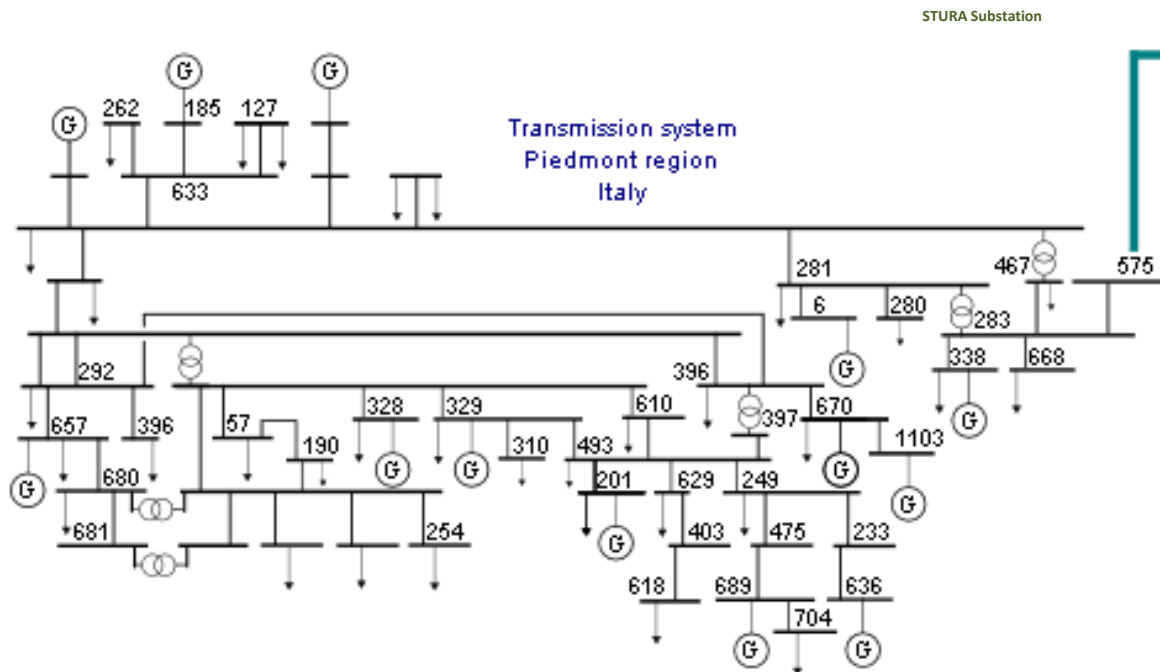 STURA Substation
G
G
262
185
127
G
Transmission system
Piedmont region
Italy
633
281
467
575
6
280
283
292
396
G
338
668
657
396
57
328
329
610
397
670
G
190
310
493
1103
G
680
G
G
201
629
249
G
G
681
254
G
403
475
233
618
689
636
704
G
G